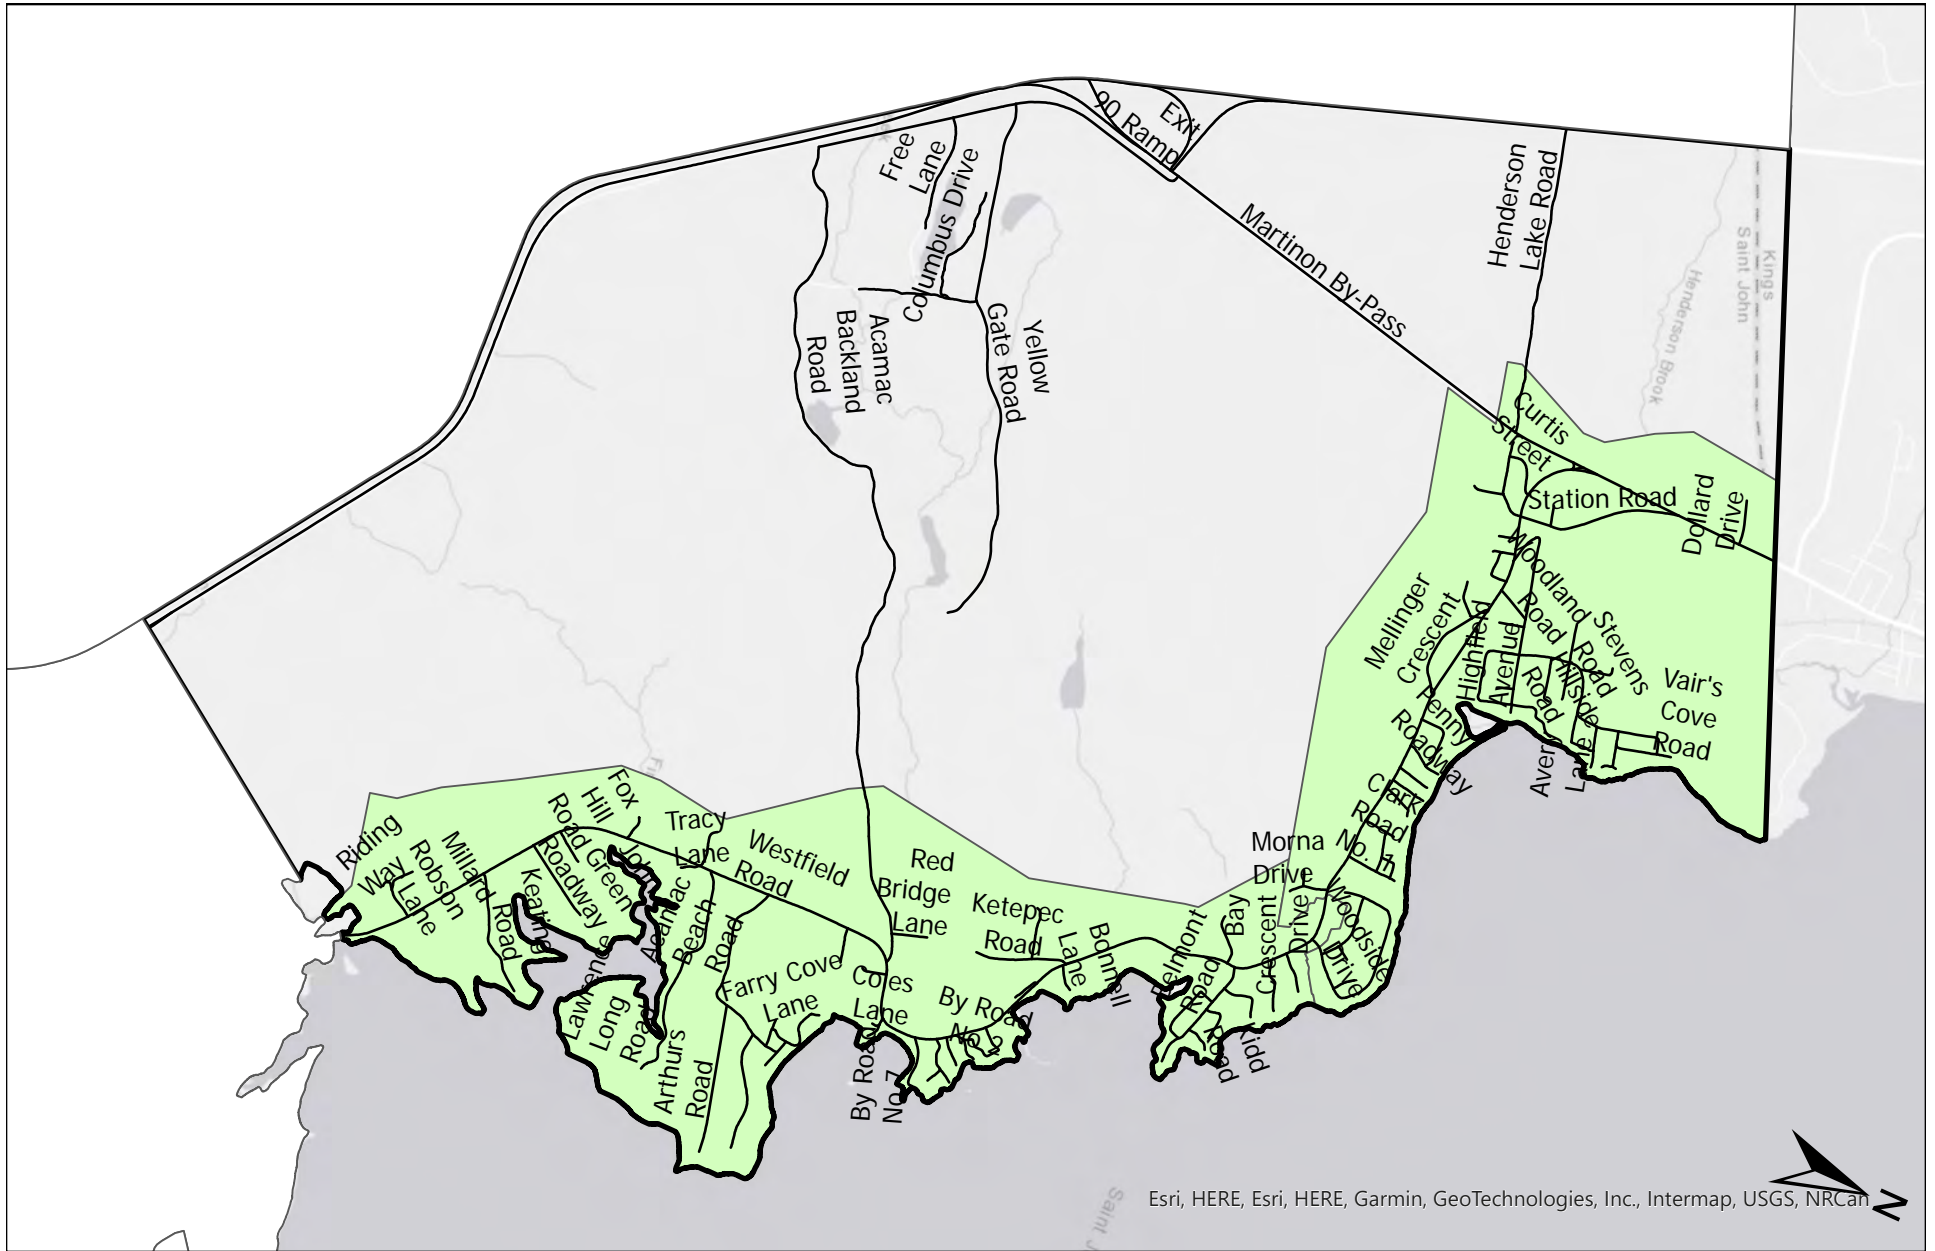 90 Ramp
Exit
Free
Lane
Columbus Drive
Henderson
Lake Road
Martinon By-Pass
Kings
Saint John
Henderson Brook
Acamac
Backland
Road
Yellow
Gate Road
Curtis
Street
Station Road
Dollard
Drive
Woodland
Road
Stevens
Road
Mellinger
Crescent
Highfield
Avenue
Hillside
Road
Vair's
Cove
Road
Penny
Roadway
Lane
Clark
Road
No. 1
Morna
Drive
Fox
Hill
Road
Tracy
Lane
Westfield
Road
Riding
Way
Robson
Lane
Millard
Road
Keating
Roadway
Green
Red
Bridge
Lane
Ketepec
Road
Bonnell
Lane
Belmont
Road
Bay
Crescent
Drive
Woodside
Drive
Acamac
Beach
Road
Lawrence
Long
Road
Farry Cove
Lane
Coles
Lane
By Road
No 2
Kidd
Road
Arthurs
Road
By Road
No 7
Esri, HERE, Esri, HERE, Garmin, GeoTechnologies, Inc., Intermap, USGS, NRCan
N